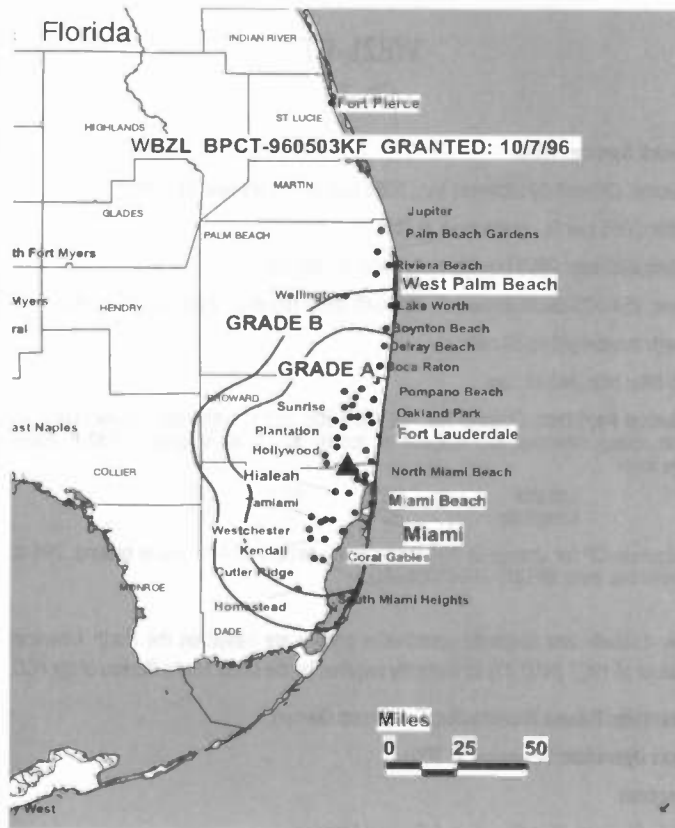 Florida
INDIAN RIVER
Fort Pierce
ST LUCIE
HIGHLANDS
WBZL BPCT-960503KF GRANTED: 10/7/96
MARTIN
GLADES
Jupiter
PALM BEACH
Palm Beach Gardens
th Fort Myers
Riviera Beach
West Palm Beach
Wellington
Myers
HENDRY
Lake Worth
ral
GRADE B
Boynton Beach
Delray Beach
GRADE A
Boca Raton
BROWARD
Pompano Beach
Sunrise
Oakland Park
ast Naples
Plantation
Fort Lauderdale
Hollywood
COLLIER
Hialeah
North Miami Beach
Tamiami
Miami Beach
Westchester
Miami
Kendall
Coral Gables
Cutler Ridge
MONROE
South Miami Heights
Homestead
DADE
Miles
0 25 50
y West